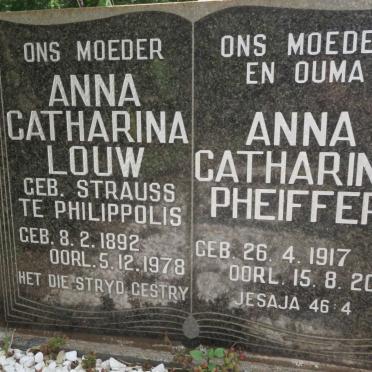 ONS MOEDER
ANNA
CATHARINA
LOUW
GEB. STRAUSS
TE PHILIPPOLIS
GEB. 8. 2. 1892
OORL. 5. 12. 1978
HET DIE STRYD GESTRY
ONS MOEDE
EN OUMA
ANNA
CATHARIN
PHEIFFER
GEB. 26. 4. 1917
OORL. 15. 8. 20
JESAJA 46:4